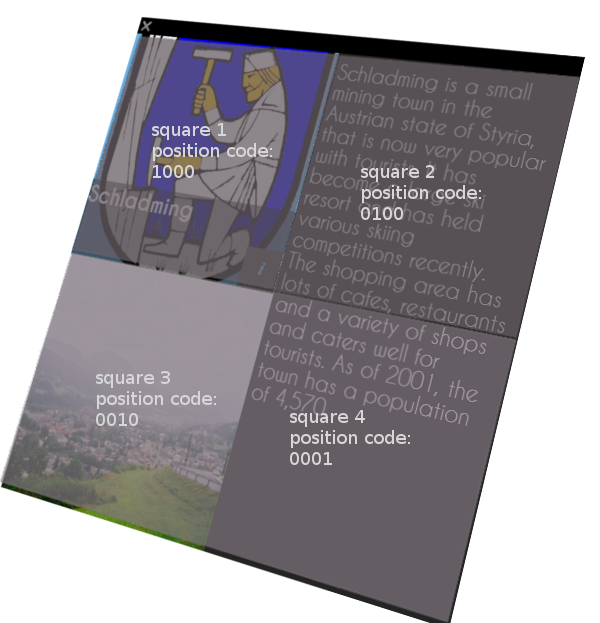 X
square 1
position code:
1000
Schladming
Schladming is a small
mining town in the
Austrian state of Styria,
that is now very popular
with tourists. It has
become a large ski
resort and has held
various skiing
competitions recently.
The shopping area has
lots of cafes, restaurants
and a variety of shops
and caters well for
tourists. As of 2001, the
town has a population
of 4,570.
square 2
position code:
0100
square 3
position code:
0010
square 4
position code:
0001